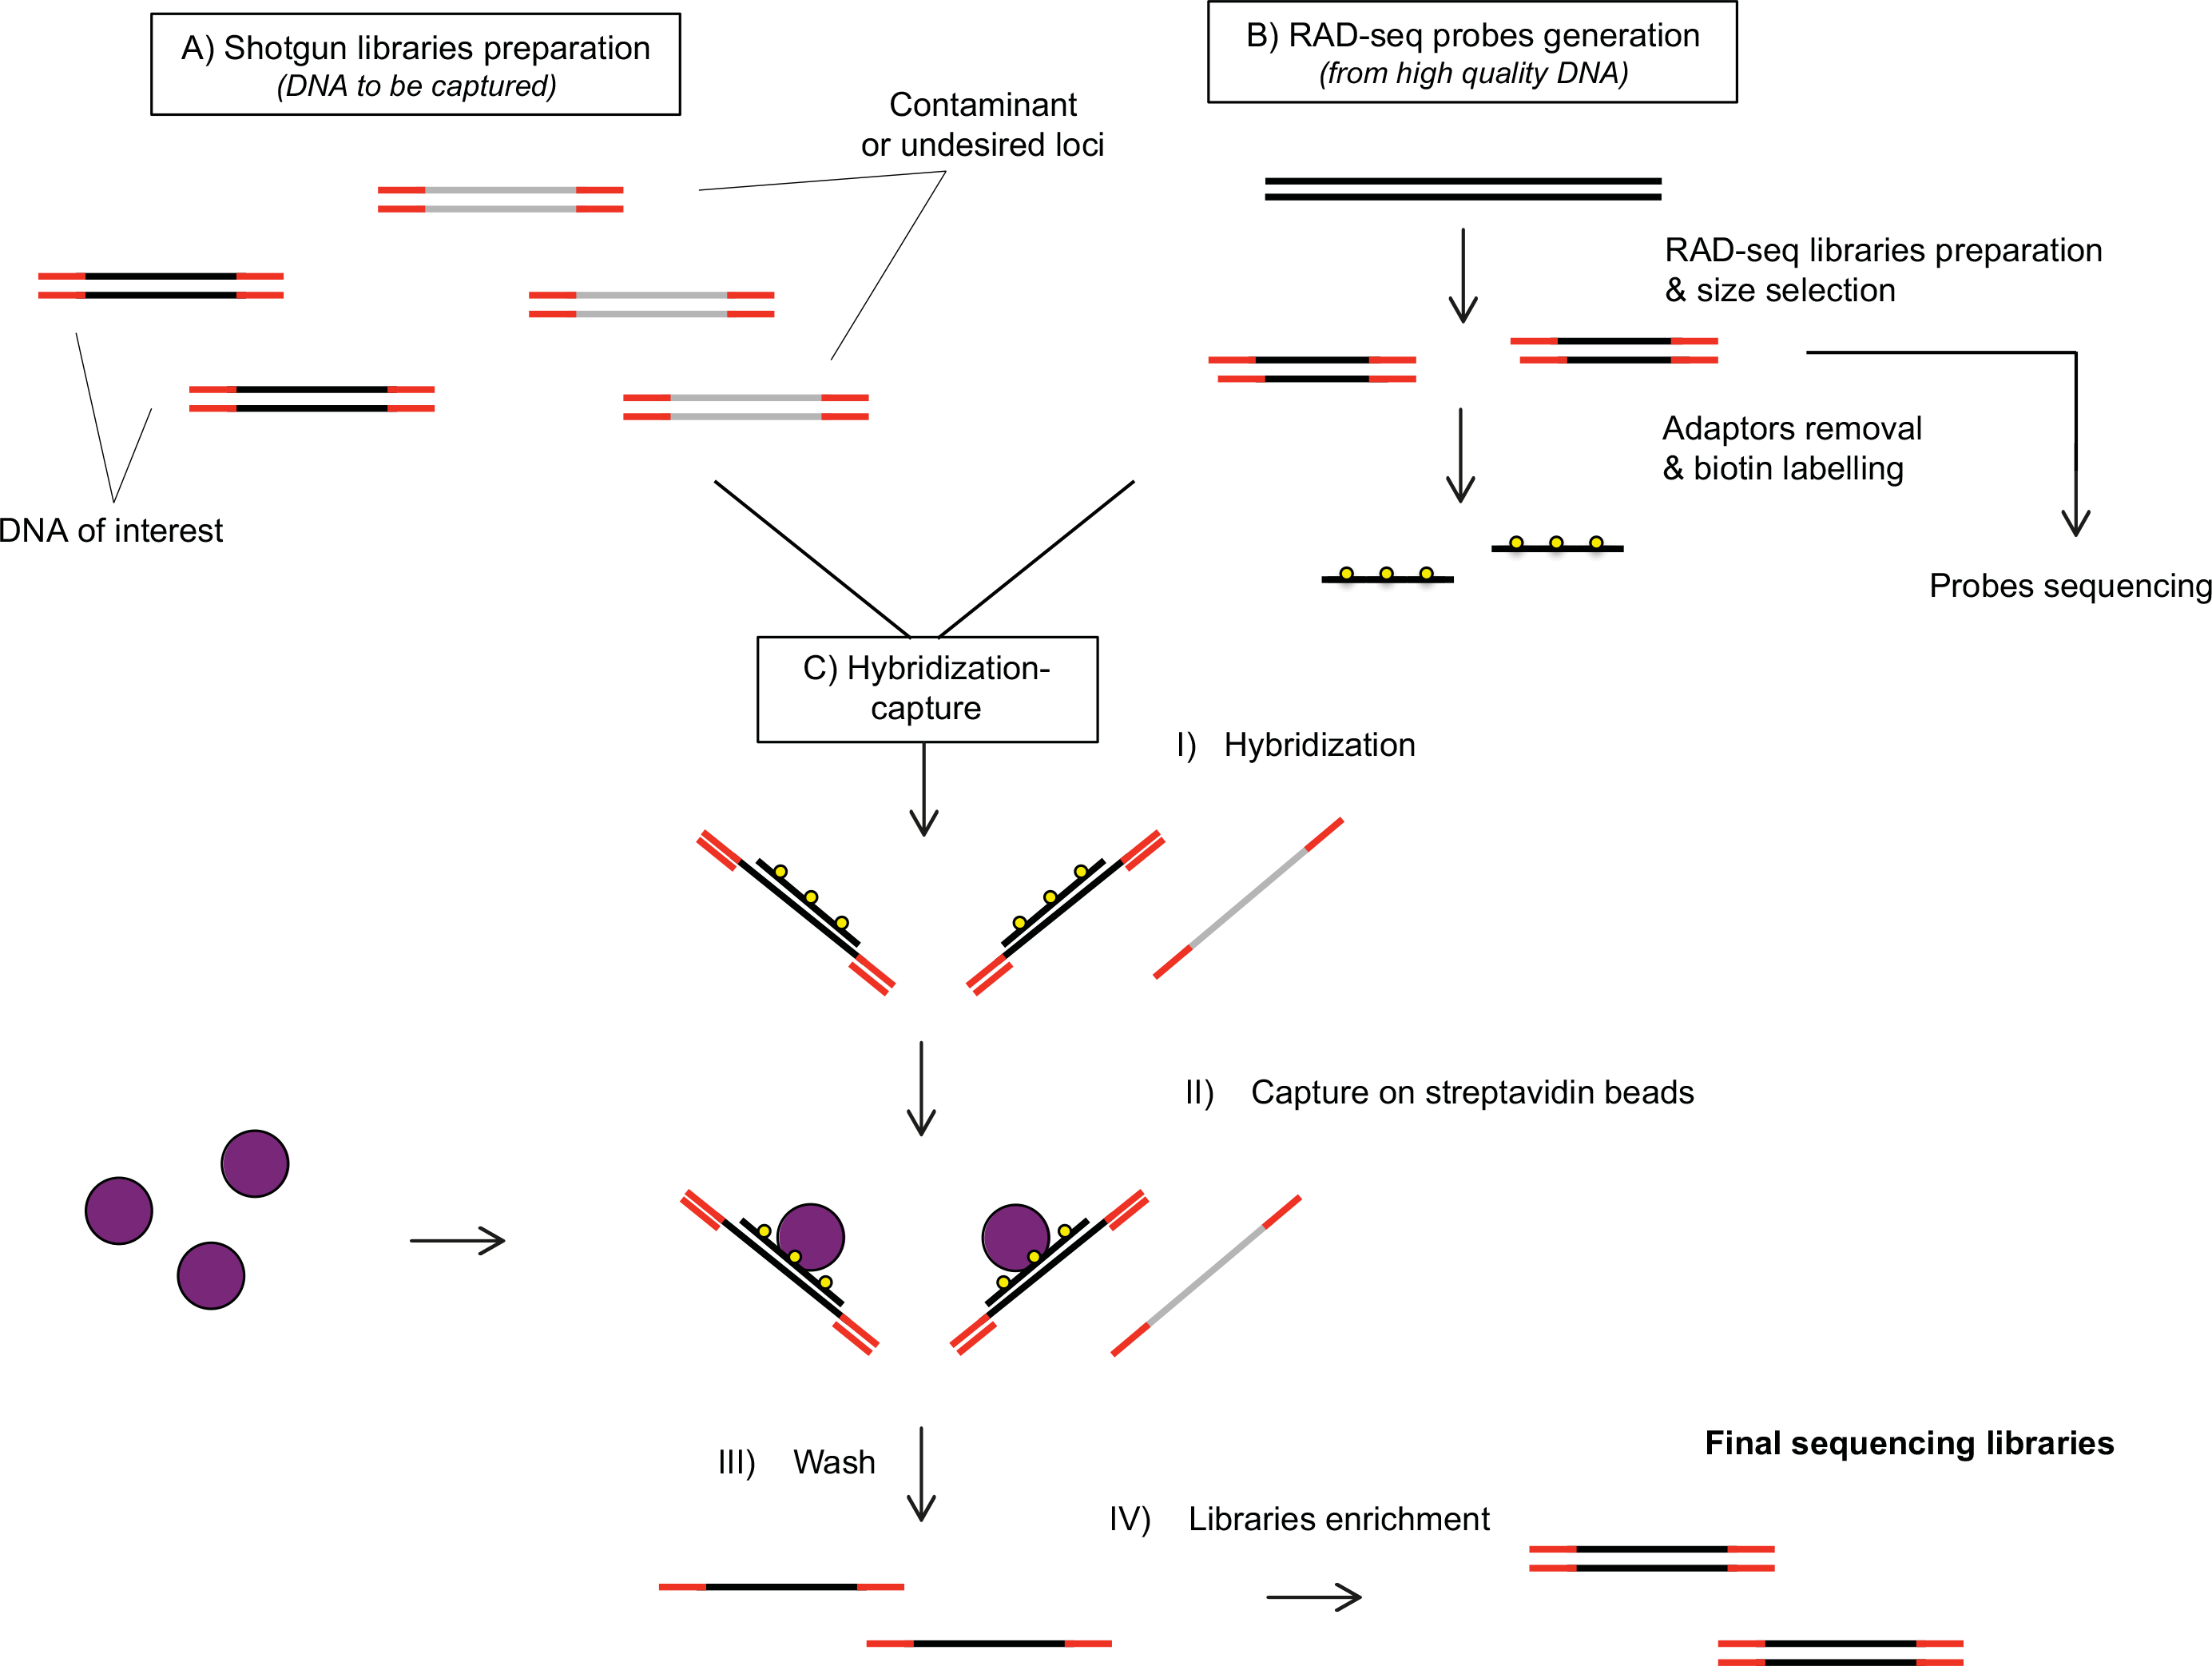 A) Shotgun libraries preparation
(DNA to be captured)
B) RAD-seq probes generation
(from high quality DNA)
Contaminant
or undesired loci
RAD-seq libraries preparation
& size selection
Adaptors removal
& biotin labelling
DNA of interest
Probes sequencing
C) Hybridization-
capture
I) Hybridization
II) Capture on streptavidin beads
III) Wash
Final sequencing libraries
IV) Libraries enrichment